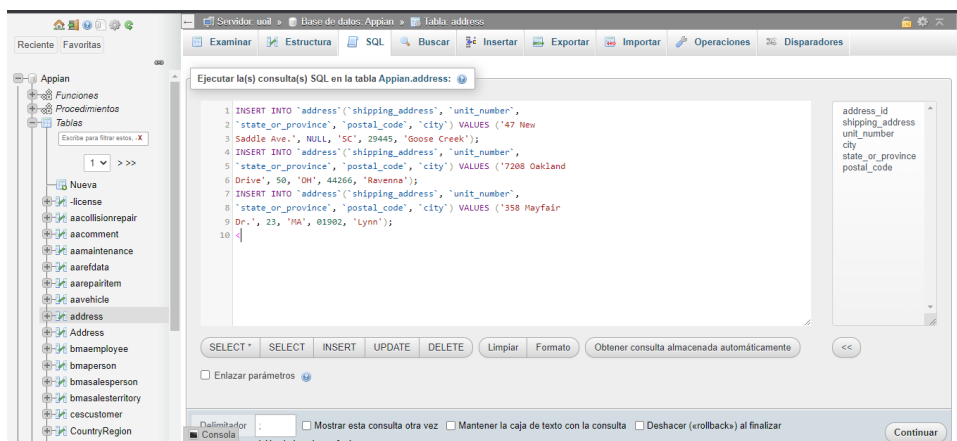 Servidor: uoil » Base de datos: Appian » Tabla: address
Reciente Favoritas
Examinar Estructura SQL Buscar Insertar Exportar Importar Operaciones Disparadores
Appian
Funciones
Procedimientos
Tablas
Escribe para filtrar estos, X
1 > >>
Nueva
-license
aacollisionrepair
aacomment
aamaintenance
aarefdata
aarepairitem
aavehicle
address
Address
bmaemployee
bmaperson
bmasalesperson
bmasalesterritory
cescustomer
CountryRegion
Ejecutar la(s) consulta(s) SQL en la tabla Appian.address:
1 INSERT INTO `address`(`shipping_address`, `unit_number`,
2 `state_or_province`, `postal_code`, `city`) VALUES ('47 New
3 Saddle Ave.', NULL, 'SC', 29445, 'Goose Creek');
4 INSERT INTO `address`(`shipping_address`, `unit_number`,
5 `state_or_province`, `postal_code`, `city`) VALUES ('7208 Oakland
6 Drive', 50, 'OH', 44266, 'Ravenna');
7 INSERT INTO `address`(`shipping_address`, `unit_number`,
8 `state_or_province`, `postal_code`, `city`) VALUES ('358 Mayfair
9 Dr.', 23, 'MA', 01902, 'Lynn');
10 <
address_id
shipping_address
unit_number
city
state_or_province
postal_code
SELECT * SELECT INSERT UPDATE DELETE Limpiar Formato Obtener consulta almacenada automáticamente <<
Enlazar parámetros
Delimitador ; Mostrar esta consulta otra vez Mantener la caja de texto con la consulta Deshacer («rollback») al finalizar
Consola
Continuar